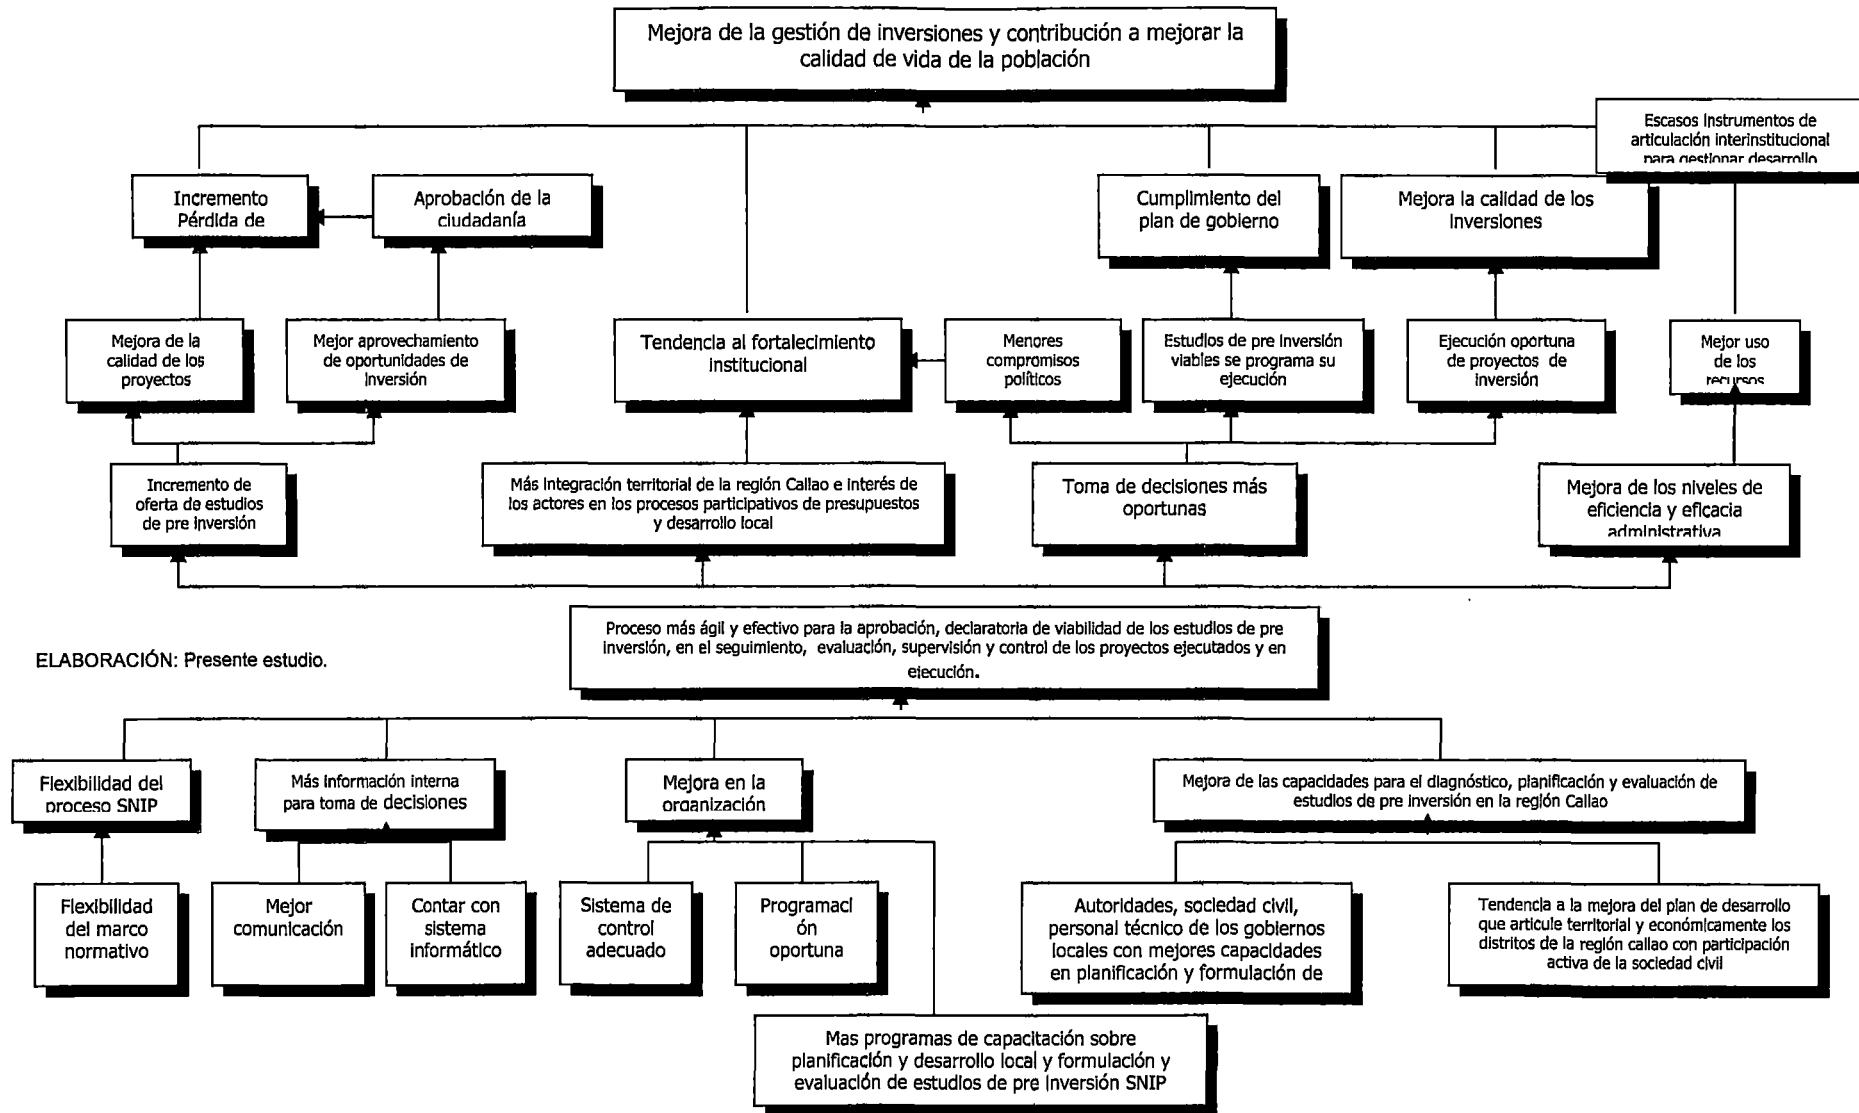 Mejora de la gestión de inversiones y contribución a mejorar la
calidad de vida de la población
Escasos instrumentos de
articulación interinstitucional
para gestionar desarrollo
Incremento
Pérdida de
Aprobación de la
ciudadanía
Cumplimiento del
plan de gobierno
Mejora la calidad de los
inversiones
Mejora de la
calidad de los
proyectos
Mejor aprovechamiento
de oportunidades de
inversión
Tendencia al fortalecimiento
institucional
Menores
compromisos
políticos
Estudios de pre inversión
viables se programa su
ejecución
Ejecución oportuna
de proyectos de
inversión
Mejor uso
de los
recursos
Incremento de
oferta de estudios
de pre inversión
Más integración territorial de la región Callao e interés de
los actores en los procesos participativos de presupuestos
y desarrollo local
Toma de decisiones más
oportunas
Mejora de los niveles de
eficiencia y eficacia
administrativa
Proceso más ágil y efectivo para la aprobación, declaratoria de viabilidad de los estudios de pre
inversión, en el seguimiento, evaluación, supervisión y control de los proyectos ejecutados y en
ejecución.
ELABORACIÓN: Presente estudio.
Flexibilidad del
proceso SNIP
Más información interna
para toma de decisiones
Mejora en la
organización
Mejora de las capacidades para el diagnóstico, planificación y evaluación de
estudios de pre inversión en la región Callao
Flexibilidad
del marco
normativo
Mejor
comunicación
Contar con
sistema
informático
Sistema de
control
adecuado
Programaci
ón
oportuna
Autoridades, sociedad civil,
personal técnico de los gobiernos
locales con mejores capacidades
en planificación y formulación de
Tendencia a la mejora del plan de desarrollo
que articule territorial y económicamente los
distritos de la región callao con participación
activa de la sociedad civil
Mas programas de capacitación sobre
planificación y desarrollo local y formulación y
evaluación de estudios de pre inversión SNIP